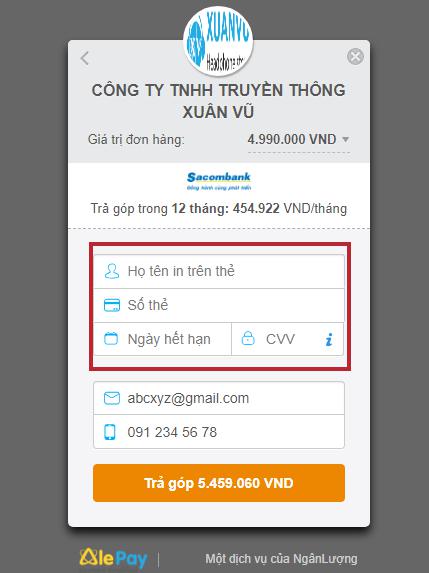 XUANVU
Headphone
CÔNG TY TNHH TRUYỀN THÔNG
XUÂN VŨ
Giá trị đơn hàng: 4.990.000 VND
Sacombank
Đồng hành cùng phát triển
Trả góp trong 12 tháng: 454.922 VND/tháng
Họ tên in trên thẻ
Số thẻ
Ngày hết hạn CVV i
abcxyz@gmail.com
091 234 56 78
Trả góp 5.459.060 VND
AlePay | Một dịch vụ của NgânLượng